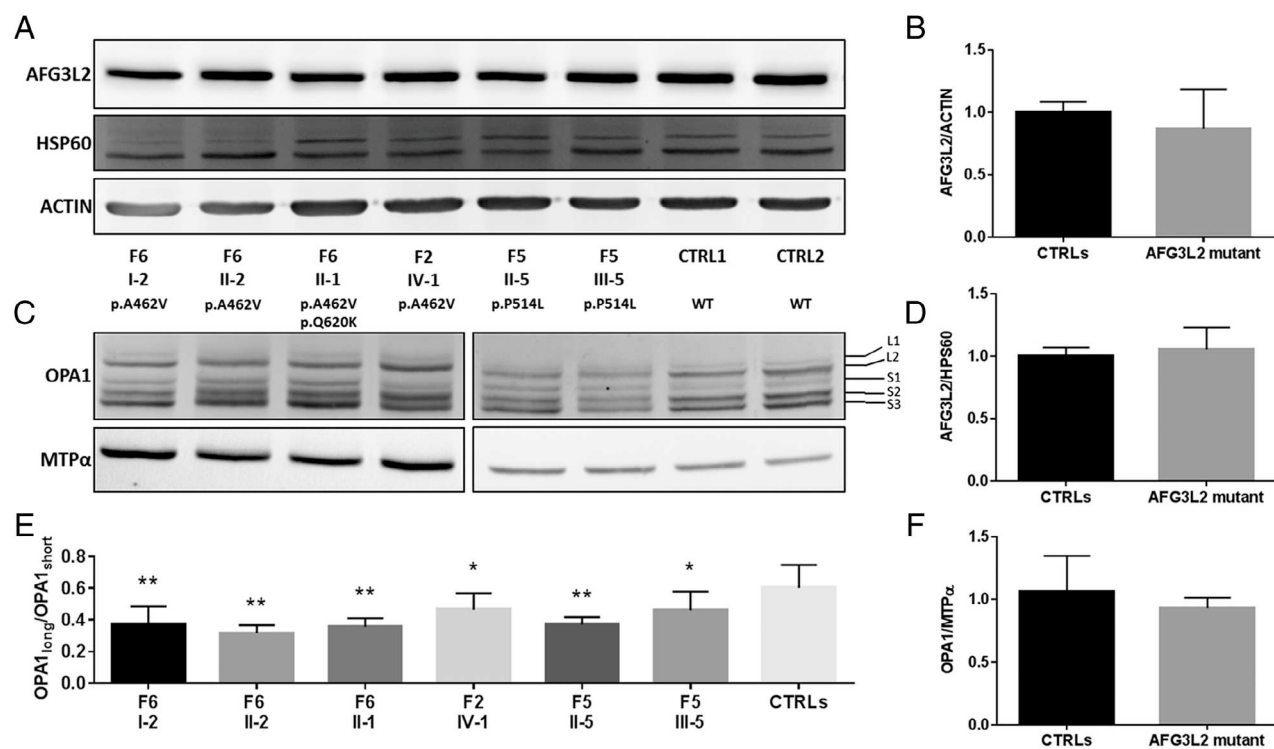 A
AFG3L2
HSP60
ACTIN
F6 F6 F6 F2 F5 F5 CTRL1 CTRL2
I-2 II-2 II-1 IV-1 II-5 III-5
p.A462V p.A462V p.A462V p.A462V p.P514L p.P514L WT WT
p.Q620K
B
AFG3L2/ACTIN
1.5
1.0
0.5
0.0
CTRLs AFG3L2 mutant
C
OPA1
L1
L2
S1
S2
S3
MTPα
D
AFG3L2/HPS60
1.5
1.0
0.5
0.0
CTRLs AFG3L2 mutant
E
OPA1long/OPA1short
0.8
0.6
0.4
0.2
0.0
** ** ** * ** *
F6 F6 F6 F2 F5 F5 CTRLs
I-2 II-2 II-1 IV-1 II-5 III-5
F
OPA1/MTPα
1.5
1.0
0.5
0.0
CTRLs AFG3L2 mutant